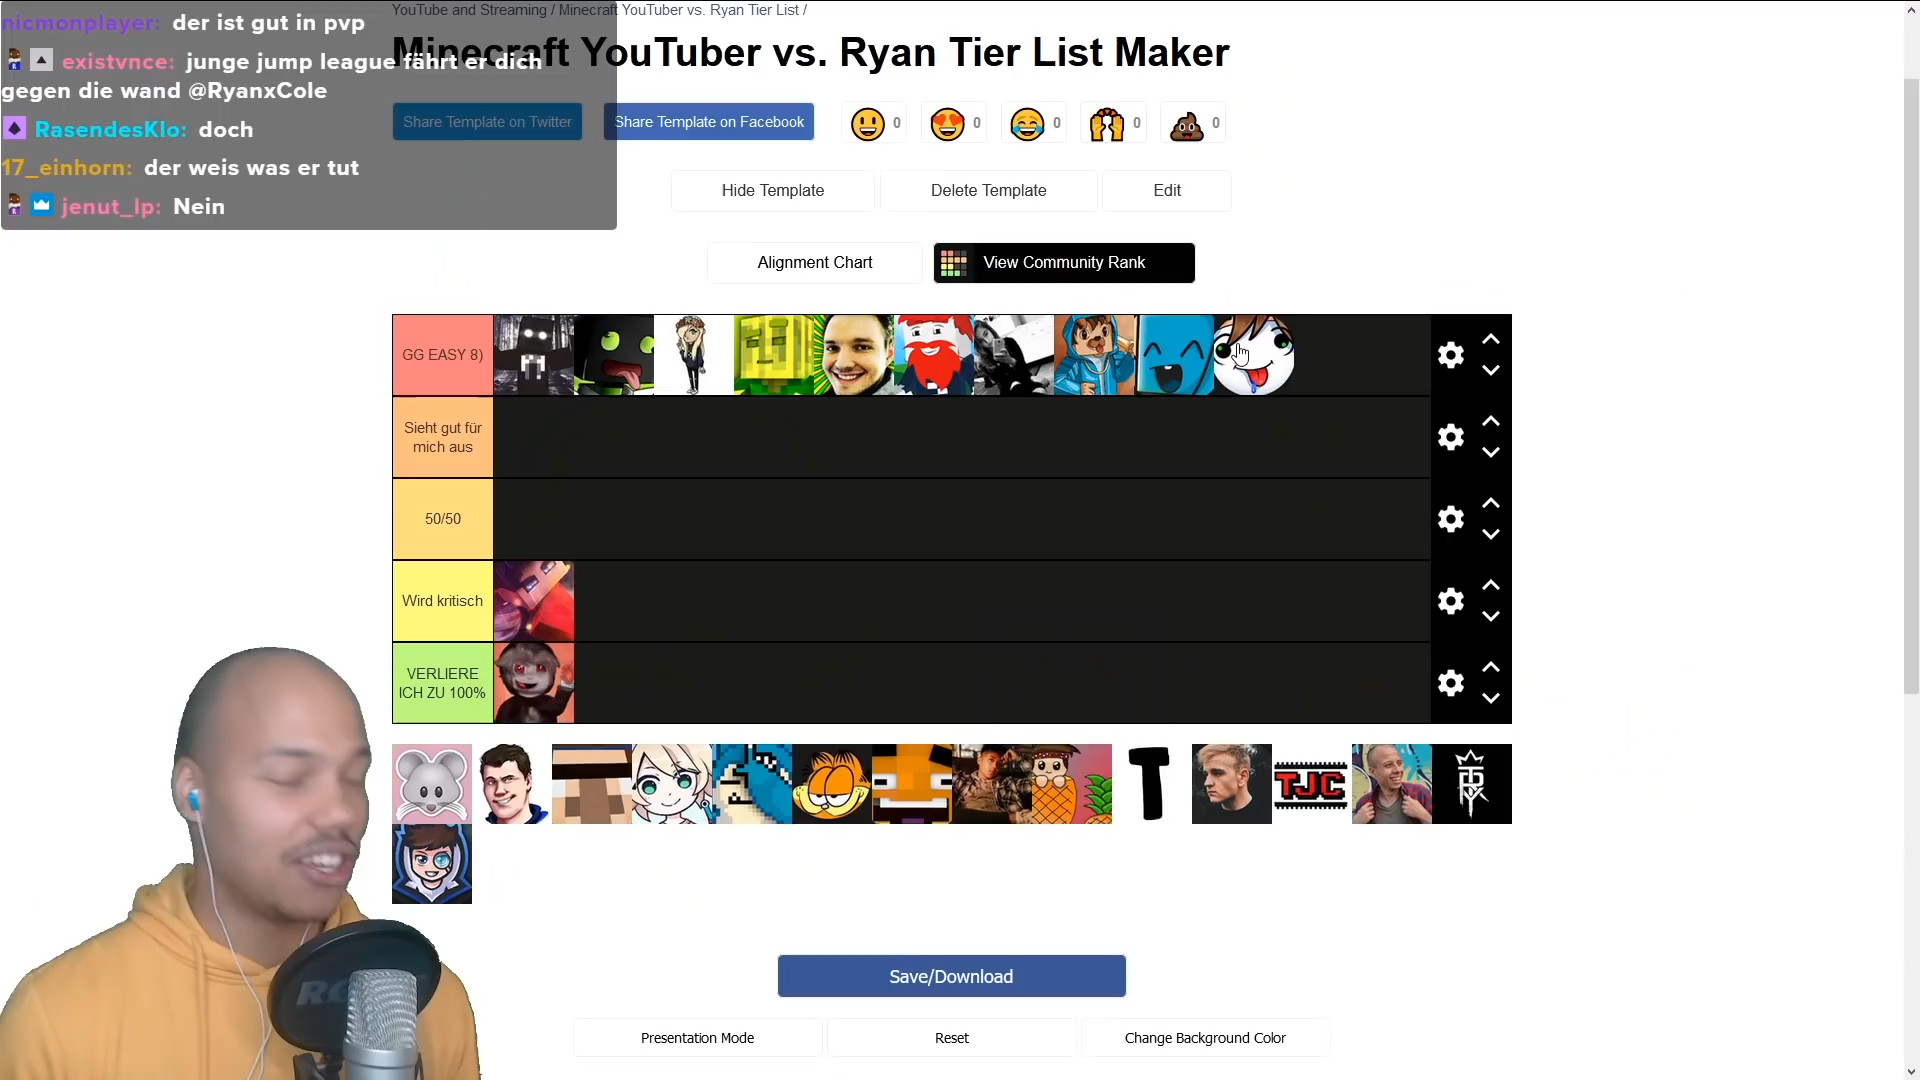 YouTube and Streaming / Minecraft YouTuber vs. Ryan Tier List /
Minecraft YouTuber vs. Ryan Tier List Maker
nicmonplayer: der ist gut in pvp
existvnce: junge jump league fährt er dich
gegen die wand @RyanxCole
RasendesKlo: doch
17_einhorn: der weis was er tut
jenut_lp: Nein
Share Template on Twitter
Share Template on Facebook
0
0
0
0
0
Hide Template
Delete Template
Edit
Alignment Chart
View Community Rank
GG EASY 8)
Sieht gut für
mich aus
50/50
Wird kritisch
VERLIERE
ICH ZU 100%
T
TJC
Save/Download
Presentation Mode
Reset
Change Background Color